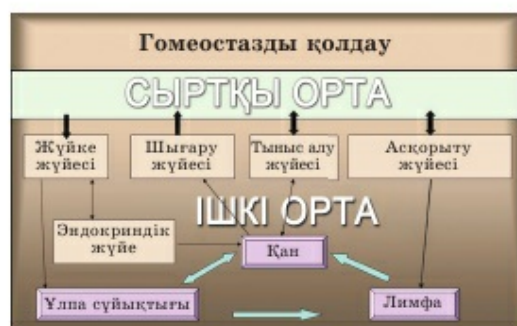 Гомеостазды қолдау
СЫРТҚЫ ОРТА
Жүйке
жүйесі
Шығару
жүйесі
Тыныс алу
жүйесі
Асқорыту
жүйесі
ІШКІ ОРТА
Эндокриндік
жүйе
Қан
Ұлпа сұйықтығы
Лимфа